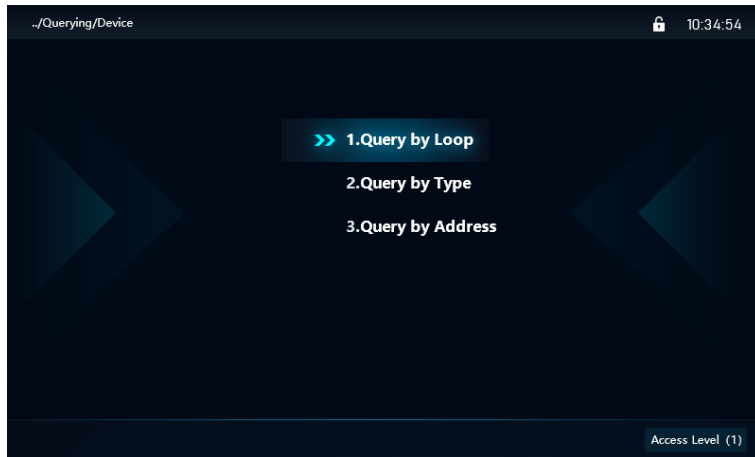 ../Querying/Device
10:34:54
1.Query by Loop
2.Query by Type
3.Query by Address
Access Level (1)